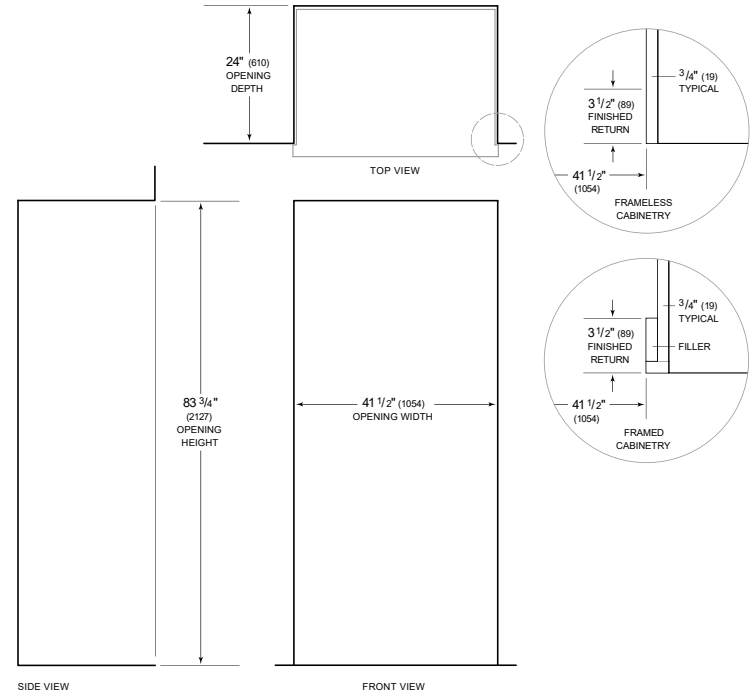 24" (610)
OPENING
DEPTH
TOP VIEW
3/4" (19)
TYPICAL
3 1/2" (89)
FINISHED
RETURN
41 1/2"
(1054)
FRAMELESS
CABINETRY
3/4" (19)
TYPICAL
3 1/2" (89)
FINISHED
RETURN
FILLER
41 1/2"
(1054)
FRAMED
CABINETRY
83 3/4"
(2127)
OPENING
HEIGHT
41 1/2" (1054)
OPENING WIDTH
SIDE VIEW
FRONT VIEW